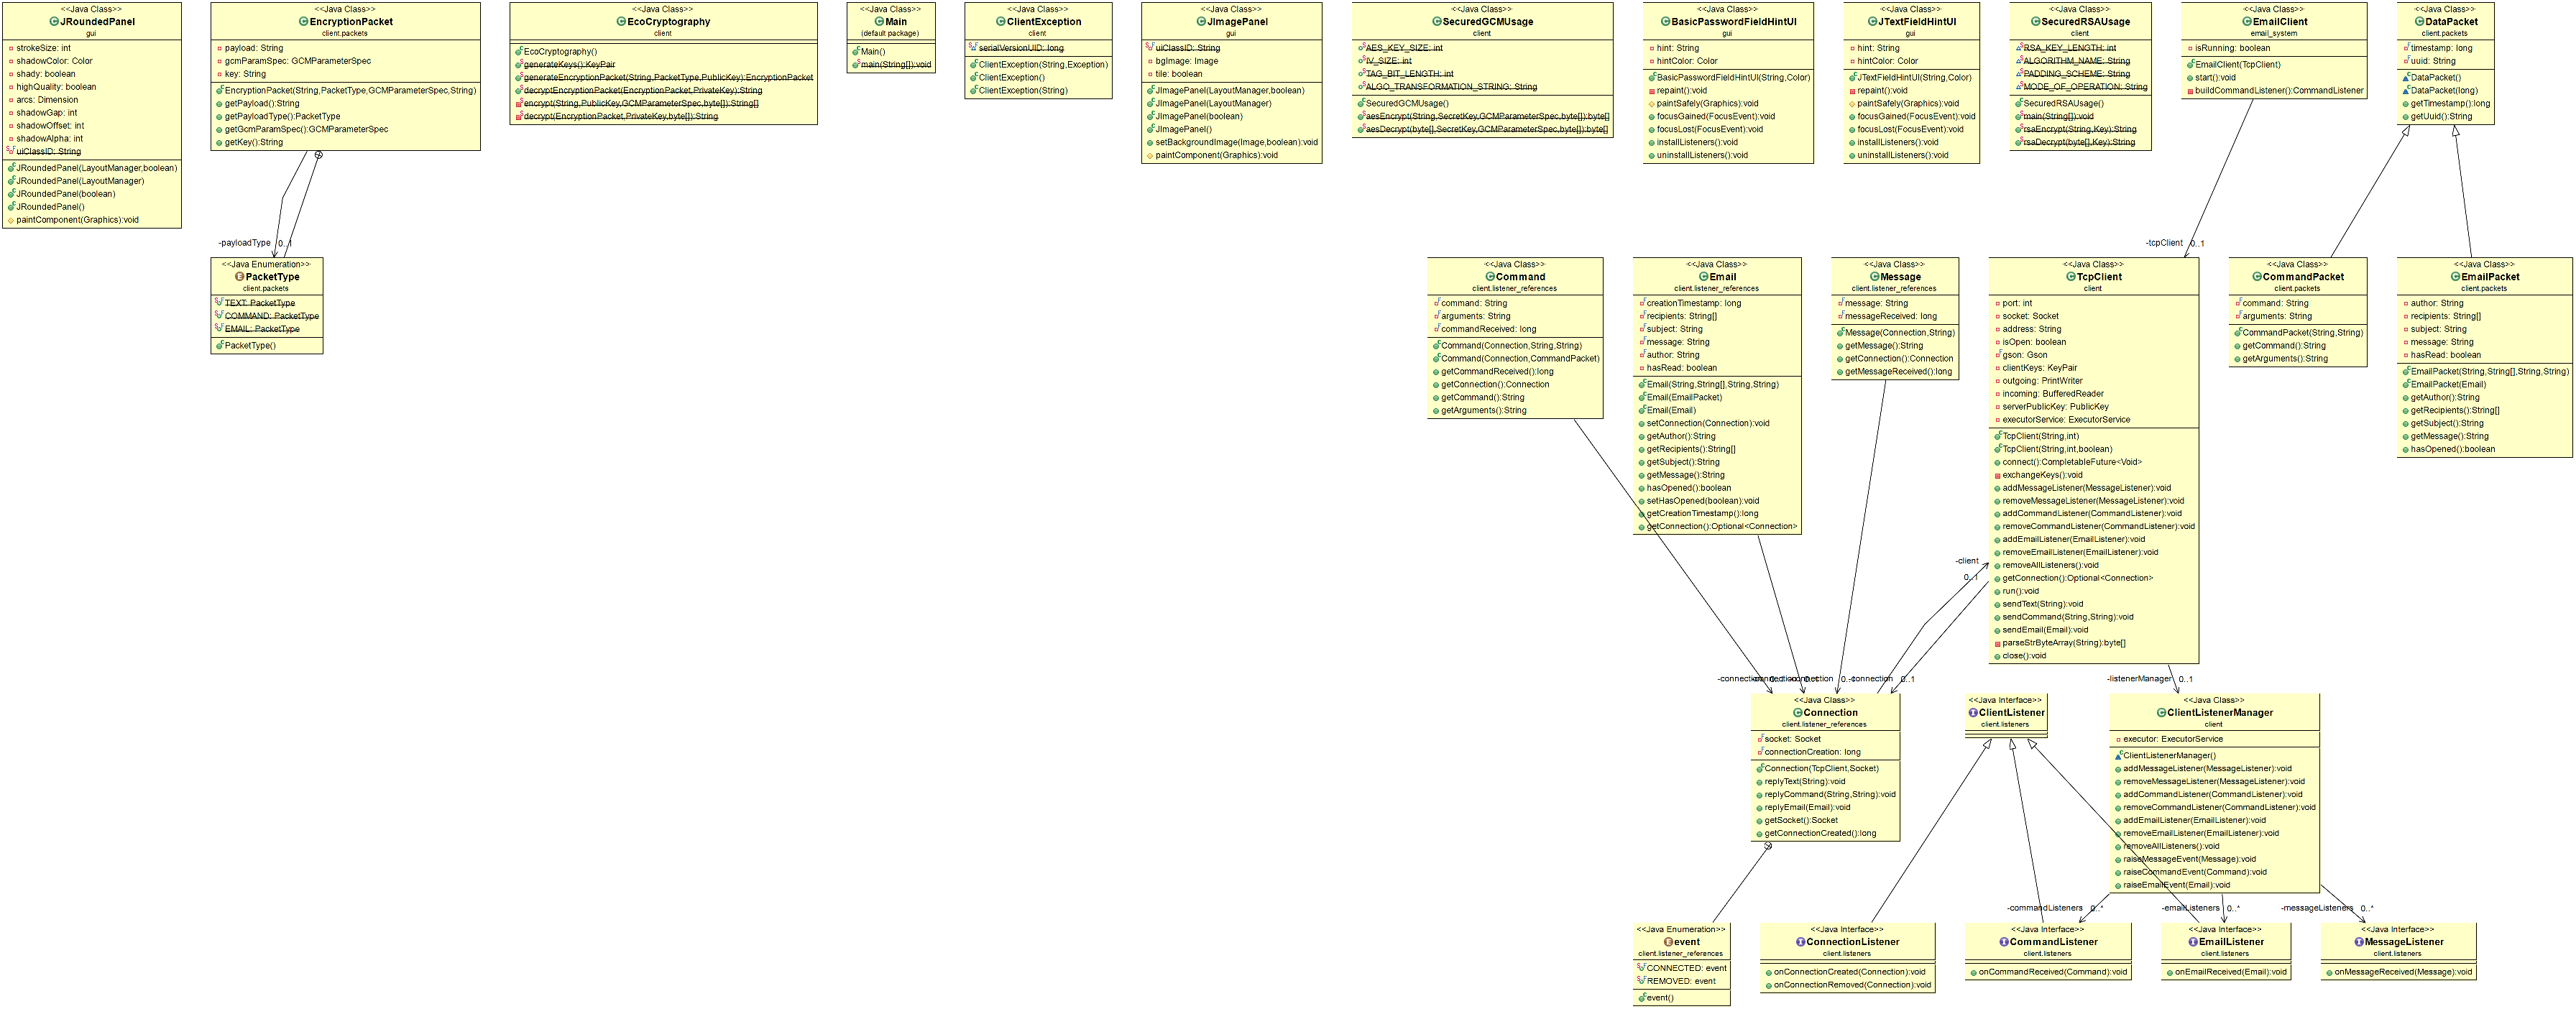 <<Java Class>>
JRoundedPanel
gui
strokeSize: int
shadowColor: Color
shady: boolean
highQuality: boolean
arcs: Dimension
shadowGap: int
shadowOffset: int
shadowAlpha: int
uiClassID: String
JRoundedPanel(LayoutManager,boolean)
JRoundedPanel(LayoutManager)
JRoundedPanel(boolean)
JRoundedPanel()
paintComponent(Graphics):void
<<Java Class>>
EncryptionPacket
client.packets
payload: String
gcmParamSpec: GCMParameterSpec
key: String
EncryptionPacket(String,PacketType,GCMParameterSpec,String)
getPayload():String
getPayloadType():PacketType
getGcmParamSpec():GCMParameterSpec
getKey():String
<<Java Class>>
EcoCryptography
client
EcoCryptography()
generateKeys():KeyPair
generateEncryptionPacket(String,PacketType,PublicKey):EncryptionPacket
decryptEncryptionPacket(EncryptionPacket,PrivateKey):String
encrypt(String,PublicKey,GCMParameterSpec,byte[]):String[]
decrypt(EncryptionPacket,PrivateKey,byte[]):String
<<Java Class>>
Main
(default package)
Main()
main(String[]):void
<<Java Class>>
ClientException
client
serialVersionUID: long
ClientException(String,Exception)
ClientException()
ClientException(String)
<<Java Class>>
JImagePanel
gui
uiClassID: String
bgImage: Image
tile: boolean
JImagePanel(LayoutManager,boolean)
JImagePanel(LayoutManager)
JImagePanel(boolean)
JImagePanel()
setBackgroundImage(Image,boolean):void
paintComponent(Graphics):void
<<Java Class>>
SecuredGCMUsage
client
AES_KEY_SIZE: int
IV_SIZE: int
TAG_BIT_LENGTH: int
ALGO_TRANSFORMATION_STRING: String
SecuredGCMUsage()
aesEncrypt(String,SecretKey,GCMParameterSpec,byte[]):byte[]
aesDecrypt(byte[],SecretKey,GCMParameterSpec,byte[]):byte[]
<<Java Class>>
BasicPasswordFieldHintUI
gui
hint: String
hintColor: Color
BasicPasswordFieldHintUI(String,Color)
repaint():void
paintSafely(Graphics):void
focusGained(FocusEvent):void
focusLost(FocusEvent):void
installListeners():void
uninstallListeners():void
<<Java Class>>
JTextFieldHintUI
gui
hint: String
hintColor: Color
JTextFieldHintUI(String,Color)
repaint():void
paintSafely(Graphics):void
focusGained(FocusEvent):void
focusLost(FocusEvent):void
installListeners():void
uninstallListeners():void
<<Java Class>>
SecuredRSAUsage
client
RSA_KEY_LENGTH: int
ALGORITHM_NAME: String
PADDING_SCHEME: String
MODE_OF_OPERATION: String
SecuredRSAUsage()
main(String[]):void
rsaEncrypt(String,Key):String
rsaDecrypt(byte[],Key):String
<<Java Class>>
EmailClient
email_system
isRunning: boolean
EmailClient(TcpClient)
start():void
buildCommandListener():CommandListener
<<Java Class>>
DataPacket
client.packets
timestamp: long
uuid: String
DataPacket()
DataPacket(long)
getTimestamp():long
getUuid():String
-payloadType 0..1
-tcpClient 0..1
<<Java Enumeration>>
PacketType
client.packets
TEXT: PacketType
COMMAND: PacketType
EMAIL: PacketType
PacketType()
<<Java Class>>
Command
client.listener_references
command: String
arguments: String
commandReceived: long
Command(Connection,String,String)
Command(Connection,CommandPacket)
getCommandReceived():long
getConnection():Connection
getCommand():String
getArguments():String
<<Java Class>>
Email
client.listener_references
creationTimestamp: long
recipients: String[]
subject: String
message: String
author: String
hasRead: boolean
Email(String,String[],String,String)
Email(EmailPacket)
Email(Email)
setConnection(Connection):void
getAuthor():String
getRecipients():String[]
getSubject():String
getMessage():String
hasOpened():boolean
setHasOpened(boolean):void
getCreationTimestamp():long
getConnection():Optional<Connection>
<<Java Class>>
Message
client.listener_references
message: String
messageReceived: long
Message(Connection,String)
getMessage():String
getConnection():Connection
getMessageReceived():long
<<Java Class>>
TcpClient
client
port: int
socket: Socket
address: String
isOpen: boolean
gson: Gson
clientKeys: KeyPair
outgoing: PrintWriter
incoming: BufferedReader
serverPublicKey: PublicKey
executorService: ExecutorService
TcpClient(String,int)
TcpClient(String,int,boolean)
connect():CompletableFuture<Void>
exchangeKeys():void
addMessageListener(MessageListener):void
removeMessageListener(MessageListener):void
addCommandListener(CommandListener):void
removeCommandListener(CommandListener):void
addEmailListener(EmailListener):void
removeEmailListener(EmailListener):void
removeAllListeners():void
getConnection():Optional<Connection>
run():void
sendText(String):void
sendCommand(String,String):void
sendEmail(Email):void
parseStrByteArray(String):byte[]
close():void
<<Java Class>>
CommandPacket
client.packets
command: String
arguments: String
CommandPacket(String,String)
getCommand():String
getArguments():String
<<Java Class>>
EmailPacket
client.packets
author: String
recipients: String[]
subject: String
message: String
hasRead: boolean
EmailPacket(String,String[],String,String)
EmailPacket(Email)
getAuthor():String
getRecipients():String[]
getSubject():String
getMessage():String
hasOpened():boolean
-client
0..1
-connection -connection 0..1
-listenerManager 0..1
<<Java Class>>
Connection
client.listener_references
socket: Socket
connectionCreation: long
Connection(TcpClient,Socket)
replyText(String):void
replyCommand(String,String):void
replyEmail(Email):void
getSocket():Socket
getConnectionCreated():long
<<Java Interface>>
ClientListener
client.listeners
<<Java Class>>
ClientListenerManager
client
executor: ExecutorService
ClientListenerManager()
addMessageListener(MessageListener):void
removeMessageListener(MessageListener):void
addCommandListener(CommandListener):void
removeCommandListener(CommandListener):void
addEmailListener(EmailListener):void
removeEmailListener(EmailListener):void
removeAllListeners():void
raiseMessageEvent(Message):void
raiseCommandEvent(Command):void
raiseEmailEvent(Email):void
-commandListeners 0..*
-emailListeners 0..*
-messageListeners 0..*
<<Java Enumeration>>
event
client.listener_references
CONNECTED: event
REMOVED: event
event()
<<Java Interface>>
ConnectionListener
client.listeners
onConnectionCreated(Connection):void
onConnectionRemoved(Connection):void
<<Java Interface>>
CommandListener
client.listeners
onCommandReceived(Command):void
<<Java Interface>>
EmailListener
client.listeners
onEmailReceived(Email):void
<<Java Interface>>
MessageListener
client.listeners
onMessageReceived(Message):void